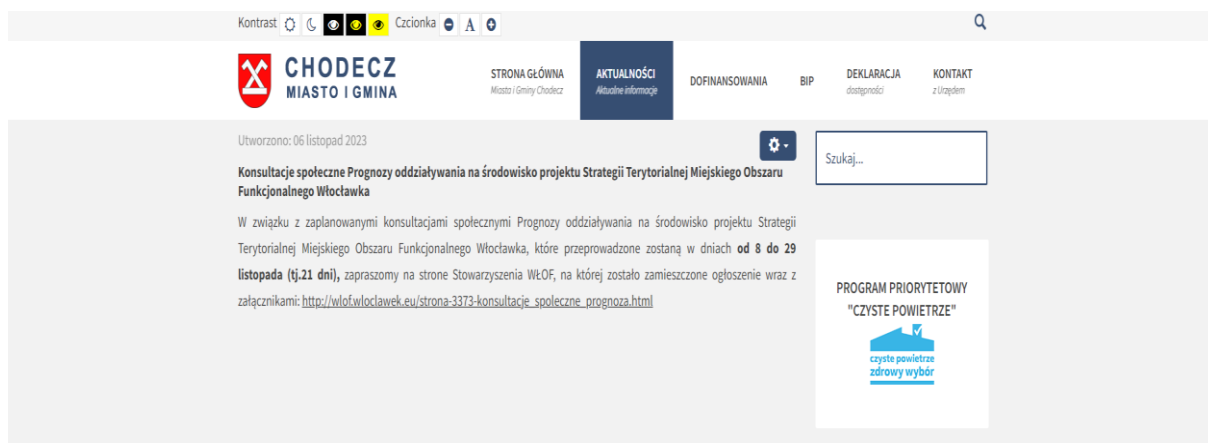 Kontrast Czcionka A
CHODECZ
MIASTO I GMINA
STRONA GŁÓWNA
Miasta i Gminy Chodecz
AKTUALNOŚCI
Aktualne informacje
DOFINANSOWANIA
BIP
DEKLARACJA
dostępności
KONTAKT
z Urzędem
Utworzono: 06 listopad 2023
Konsultacje społeczne Prognozy oddziaływania na środowisko projektu Strategii Terytorialnej Miejskiego Obszaru
Funkcjonalnego Włocławka
W związku z zaplanowanymi konsultacjami społecznymi Prognozy oddziaływania na środowisko projektu Strategii
Terytorialnej Miejskiego Obszaru Funkcjonalnego Włocławka, które przeprowadzone zostaną w dniach od 8 do 29
listopada (tj.21 dni), zapraszomy na strone Stowarzyszenia WŁOF, na której zostało zamieszczone ogłoszenie wraz z
załącznikami: http://wlof.wloclawek.eu/strona-3373-konsultacje_spoleczne_prognoza.html
Szukaj...
PROGRAM PRIORYTETOWY
"CZYSTE POWIETRZE"
czyste powietrze
zdrowy wybór